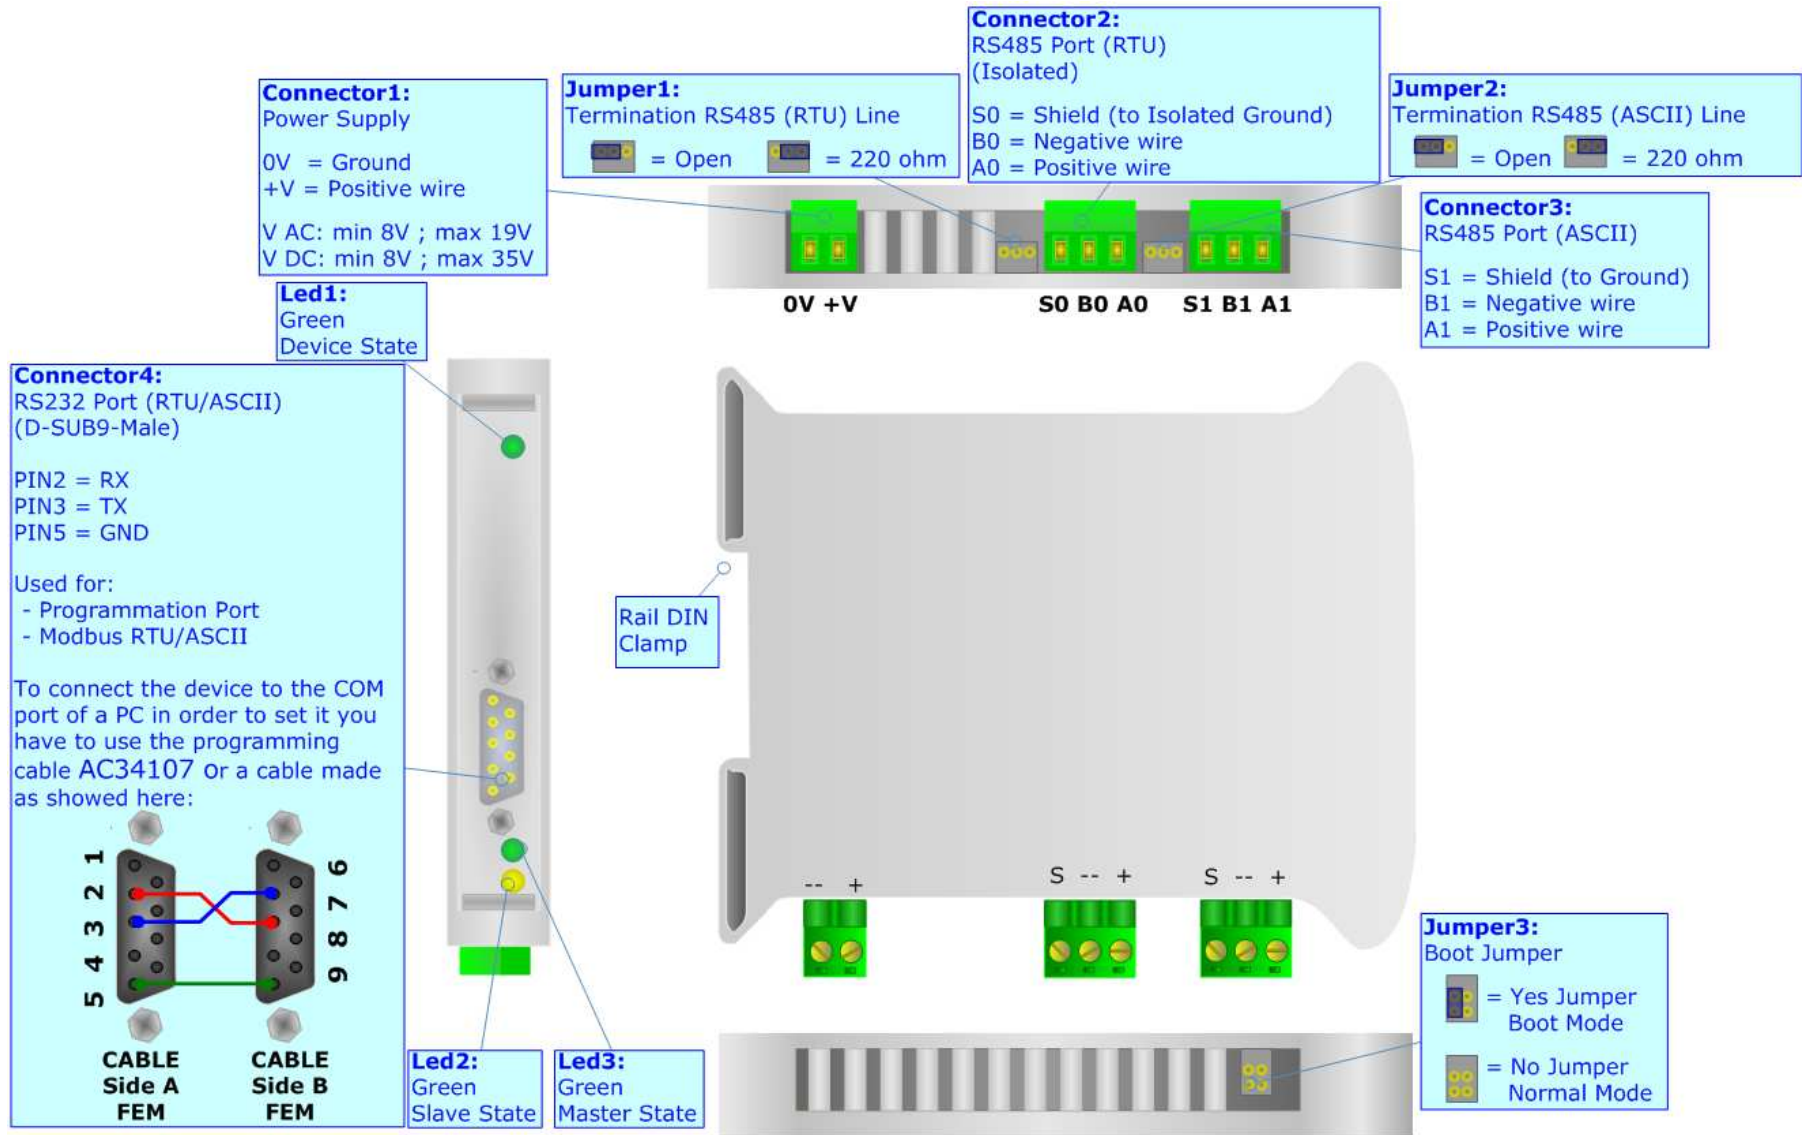 Connector2:
RS485 Port (RTU)
(Isolated)
S0 = Shield (to Isolated Ground)
B0 = Negative wire
A0 = Positive wire
Connector1:
Power Supply
0V = Ground
+V = Positive wire
V AC: min 8V ; max 19V
V DC: min 8V ; max 35V
Jumper1:
Termination RS485 (RTU) Line
= Open = 220 ohm
Jumper2:
Termination RS485 (ASCII) Line
= Open = 220 ohm
Connector3:
RS485 Port (ASCII)
S1 = Shield (to Ground)
B1 = Negative wire
A1 = Positive wire
0V +V
S0 B0 A0
S1 B1 A1
Led1:
Green
Device State
Connector4:
RS232 Port (RTU/ASCII)
(D-SUB9-Male)
PIN2 = RX
PIN3 = TX
PIN5 = GND
Used for:
- Programmation Port
- Modbus RTU/ASCII
To connect the device to the COM
port of a PC in order to set it you
have to use the programming
cable AC34107 or a cable made
as showed here:
1
2
3
4
5
6
7
8
9
CABLE
Side A
FEM
CABLE
Side B
FEM
Rail DIN
Clamp
-- +
S -- +
S -- +
Led2:
Green
Slave State
Led3:
Green
Master State
Jumper3:
Boot Jumper
= Yes Jumper
Boot Mode
= No Jumper
Normal Mode